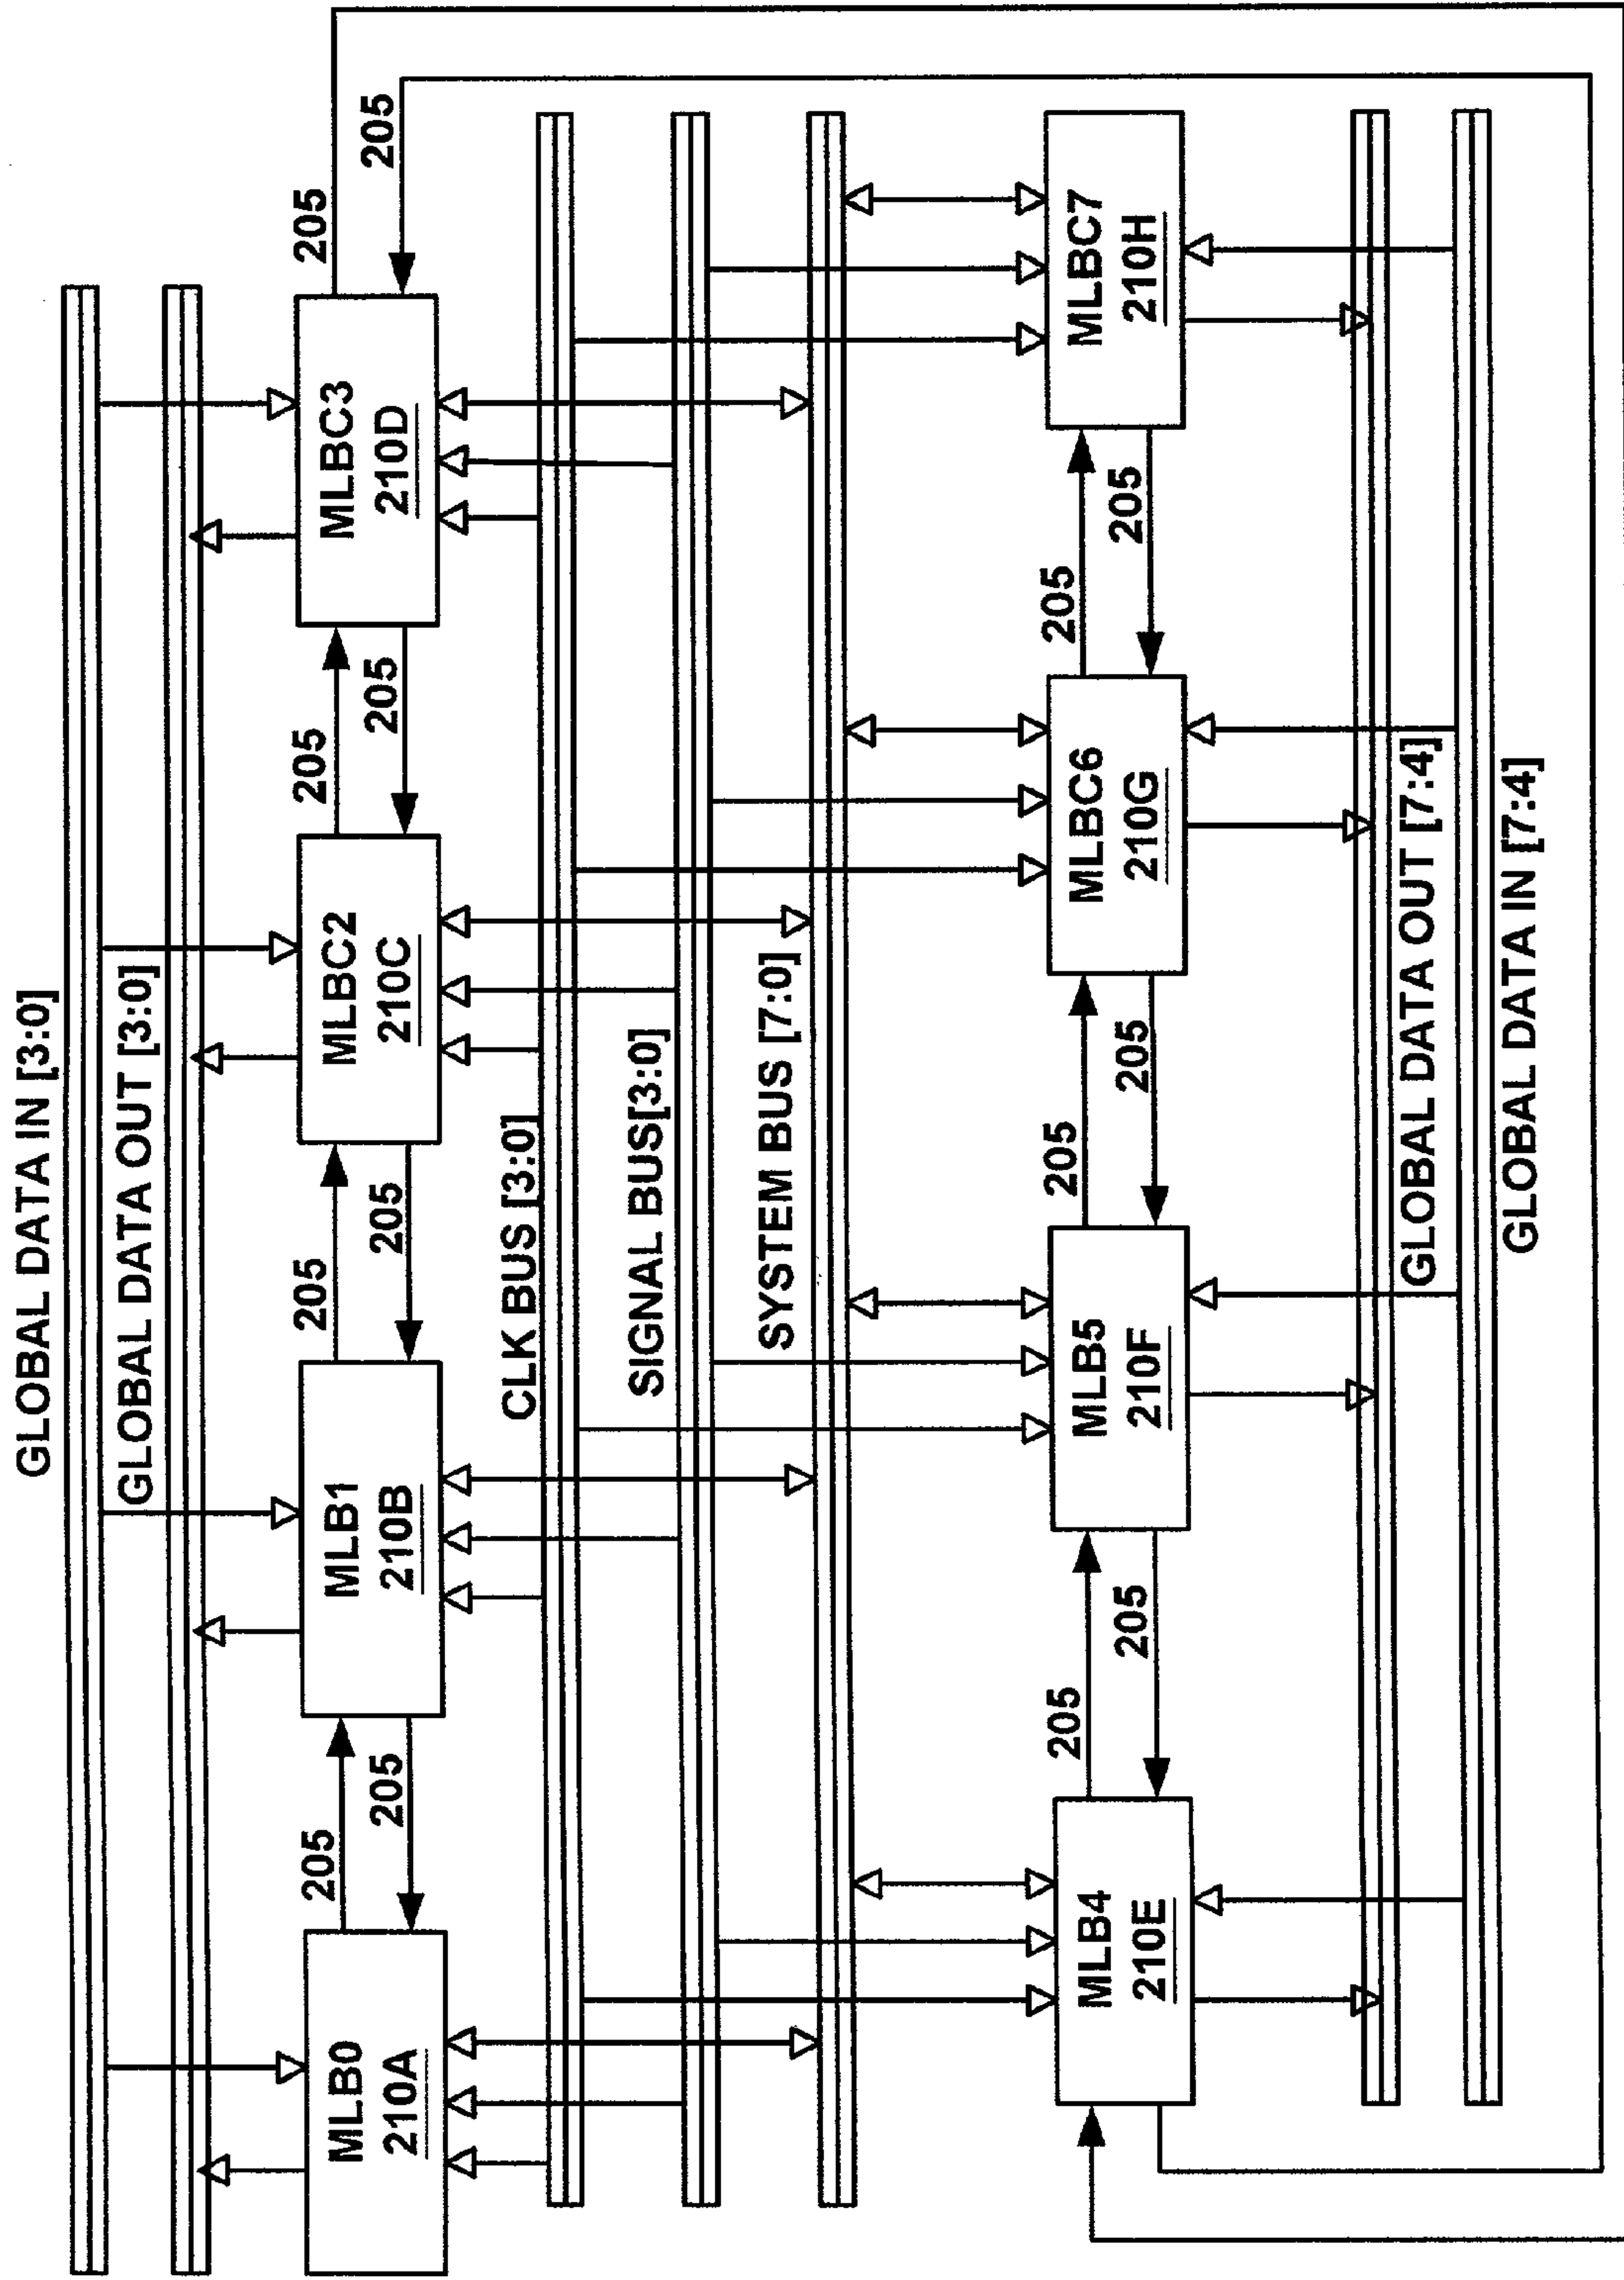 GLOBAL DATA IN [3:0]
GLOBAL DATA OUT [3:0]
MLB0
210A
205
205
MLB1
210B
205
205
MLBC2
210C
205
205
MLBC3
210D
205
205
CLK BUS [3:0]
SIGNAL BUS[3:0]
SYSTEM BUS [7:0]
MLB4
210E
205
205
MLB5
210F
205
205
MLBC6
210G
205
205
MLBC7
210H
GLOBAL DATA OUT [7:4]
GLOBAL DATA IN [7:4]